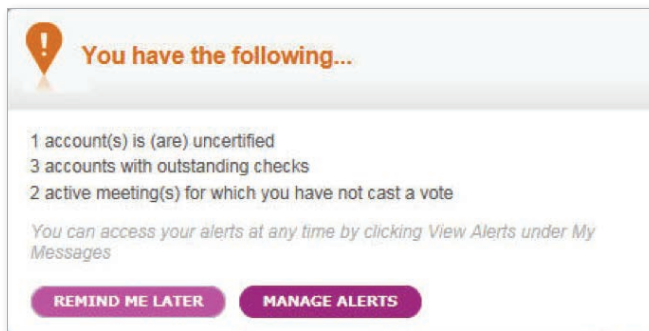 You have the following...
1 account(s) is (are) uncertified
3 accounts with outstanding checks
2 active meeting(s) for which you have not cast a vote
You can access your alerts at any time by clicking View Alerts under My
Messages
REMIND ME LATER MANAGE ALERTS